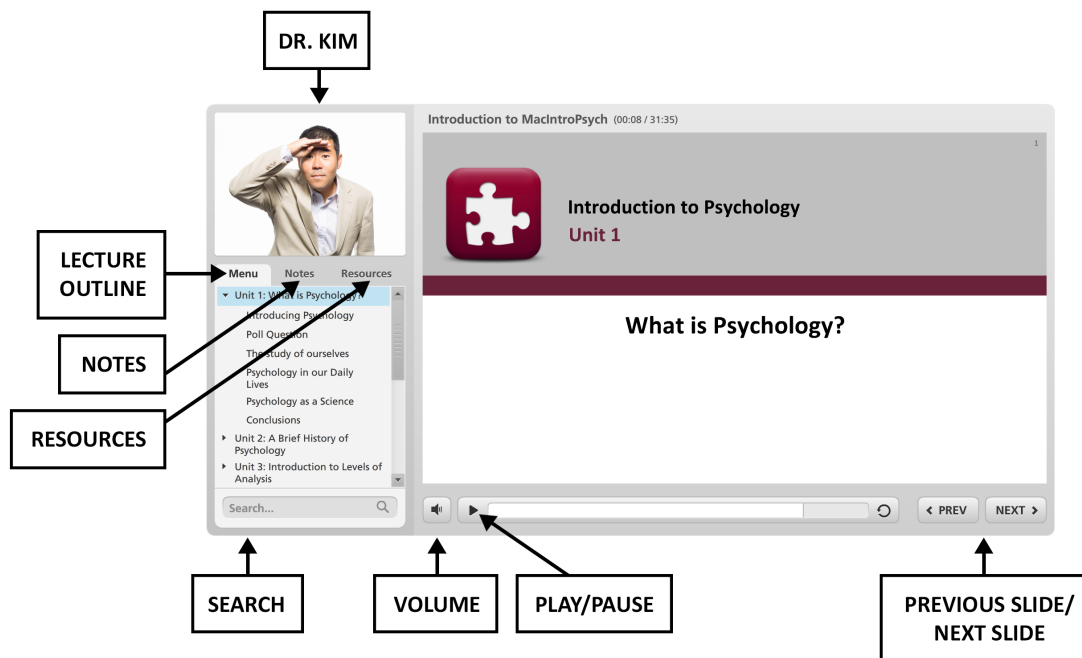 DR. KIM
Introduction to MacIntroPsych (00:08 / 31:35)
1
Introduction to Psychology
Unit 1
What is Psychology?
LECTURE
OUTLINE
NOTES
RESOURCES
Menu Notes Resources
Unit 1: What is Psychology?
Introducing Psychology
Poll Question
The study of ourselves
Psychology in our Daily
Lives
Psychology as a Science
Conclusions
Unit 2: A Brief History of
Psychology
Unit 3: Introduction to Levels of
Analysis
Search...
PREV
NEXT
SEARCH
VOLUME
PLAY/PAUSE
PREVIOUS SLIDE/
NEXT SLIDE